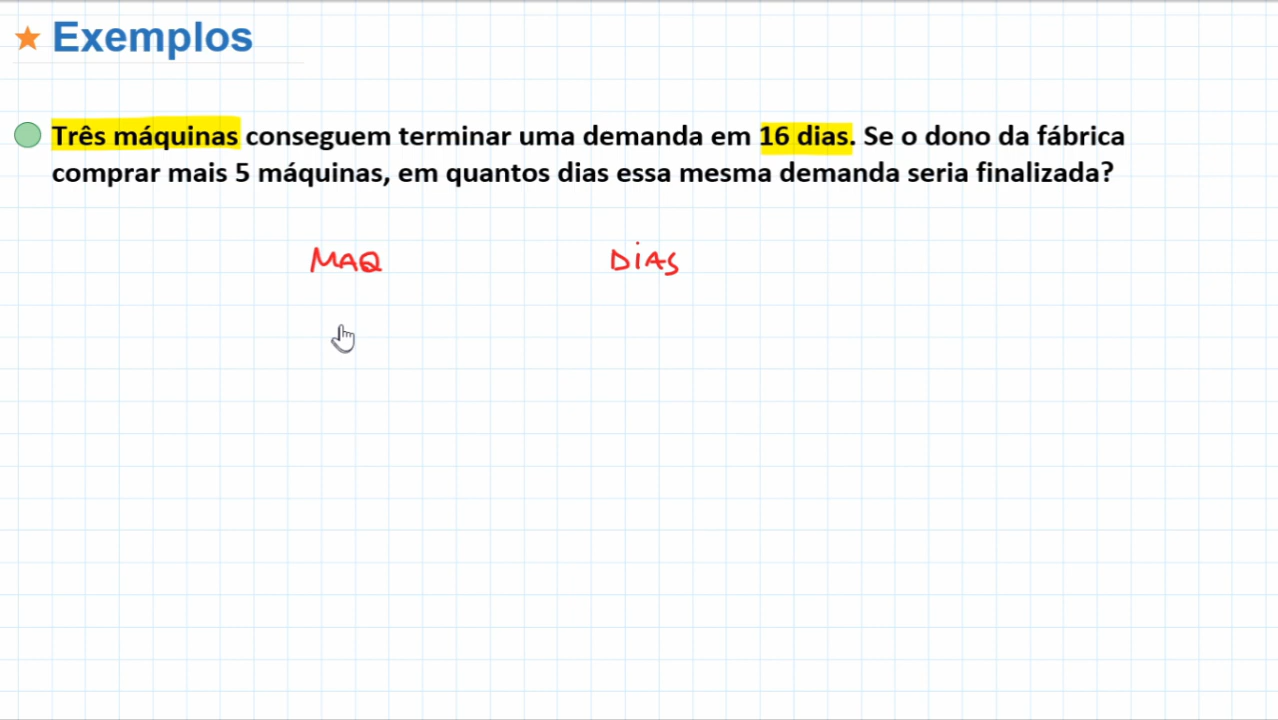 Exemplos
Três máquinas conseguem terminar uma demanda em 16 dias. Se o dono da fábrica
comprar mais 5 máquinas, em quantos dias essa mesma demanda seria finalizada?
MAQ DiAS